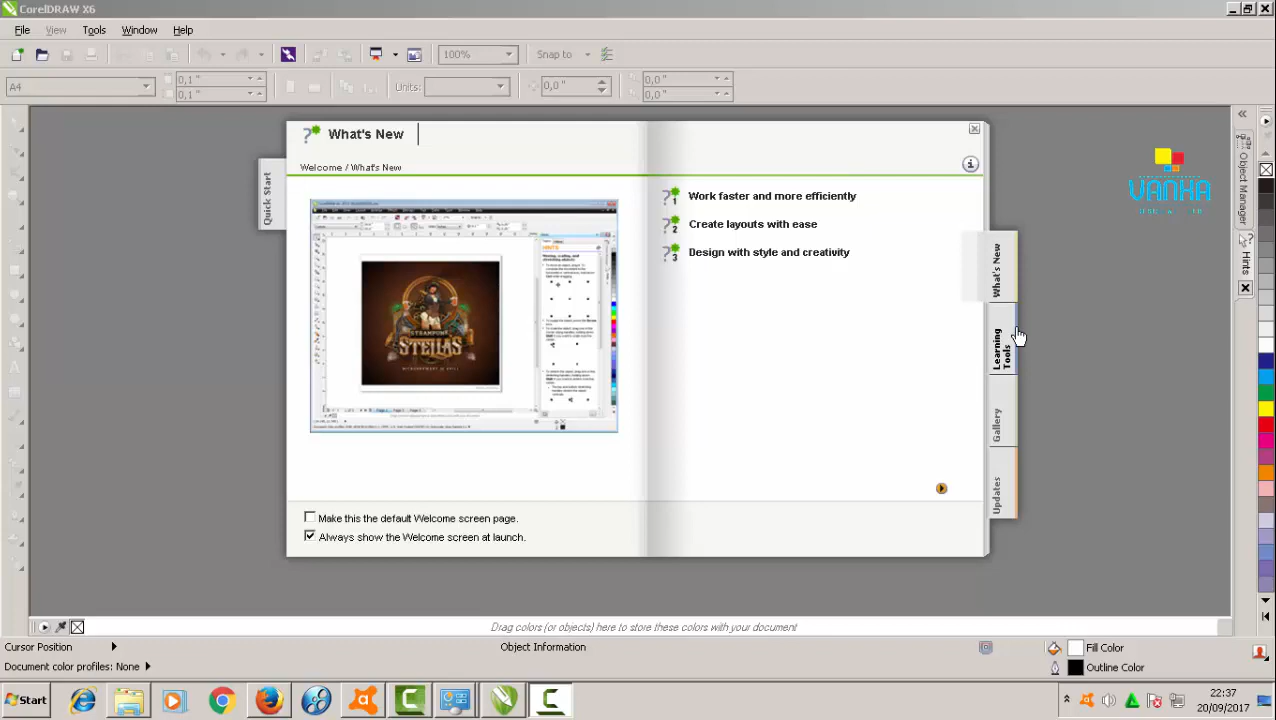 CorelDRAW X6
File View Tools Window Help
100% Snap to
A4 0,1 " 0,1 " Units: 0,0 " 0,0 " 0,0 "
What's New
Welcome / What's New
Quick Start
1 Work faster and more efficiently
2 Create layouts with ease
3 Design with style and creativity
STEAMPUNK
STELLAS
HINTS
What's New
Learning Tools
Gallery
Updates
Make this the default Welcome screen page.
Always show the Welcome screen at launch.
VANKA
Object Manager
Hints
Drag colors (or objects) here to store these colors with your document
Cursor Position Object Information Fill Color
Document color profiles: None Outline Color
Start 22:37
20/09/2017